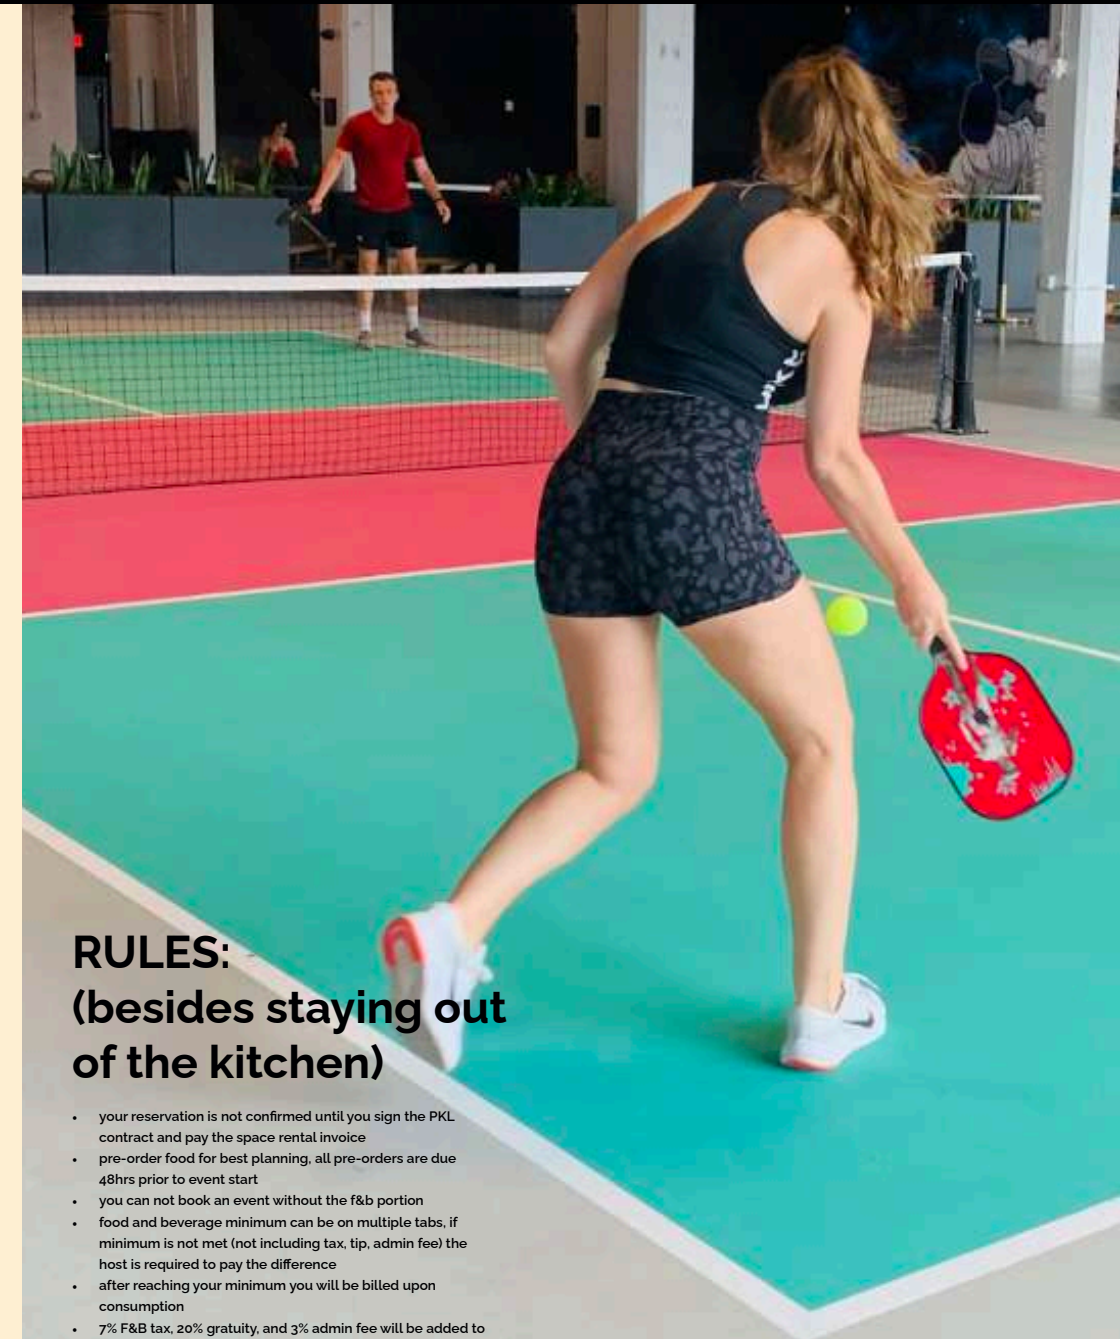 RULES:
(besides staying out
of the kitchen)
• your reservation is not confirmed until you sign the PKL
contract and pay the space rental invoice
• pre-order food for best planning, all pre-orders are due
48hrs prior to event start
• you can not book an event without the f&b portion
• food and beverage minimum can be on multiple tabs, if
minimum is not met (not including tax, tip, admin fee) the
host is required to pay the difference
• after reaching your minimum you will be billed upon
consumption
• 7% F&B tax, 20% gratuity, and 3% admin fee will be added to